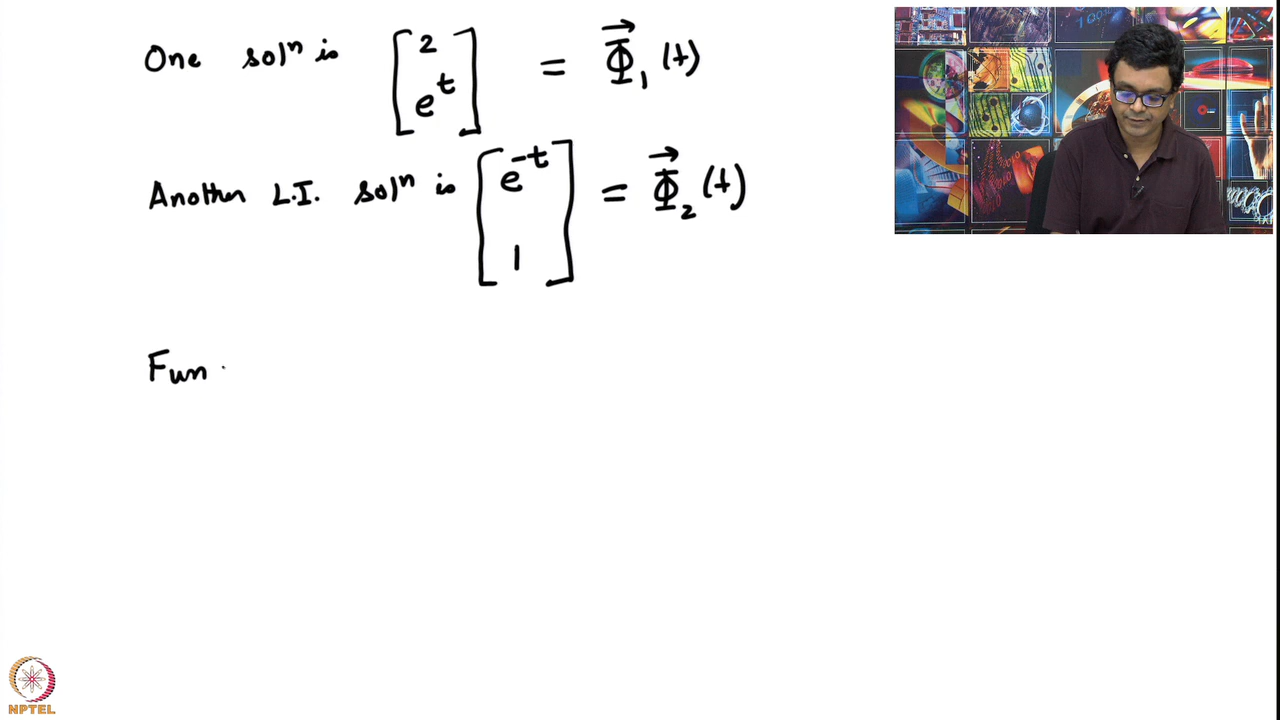 One solⁿ is [ 2 e^t ] = Φ⃗₁ (t)
Another L.I. solⁿ is [ e^-t 1 ] = Φ⃗₂ (t)
Fun
NPTEL